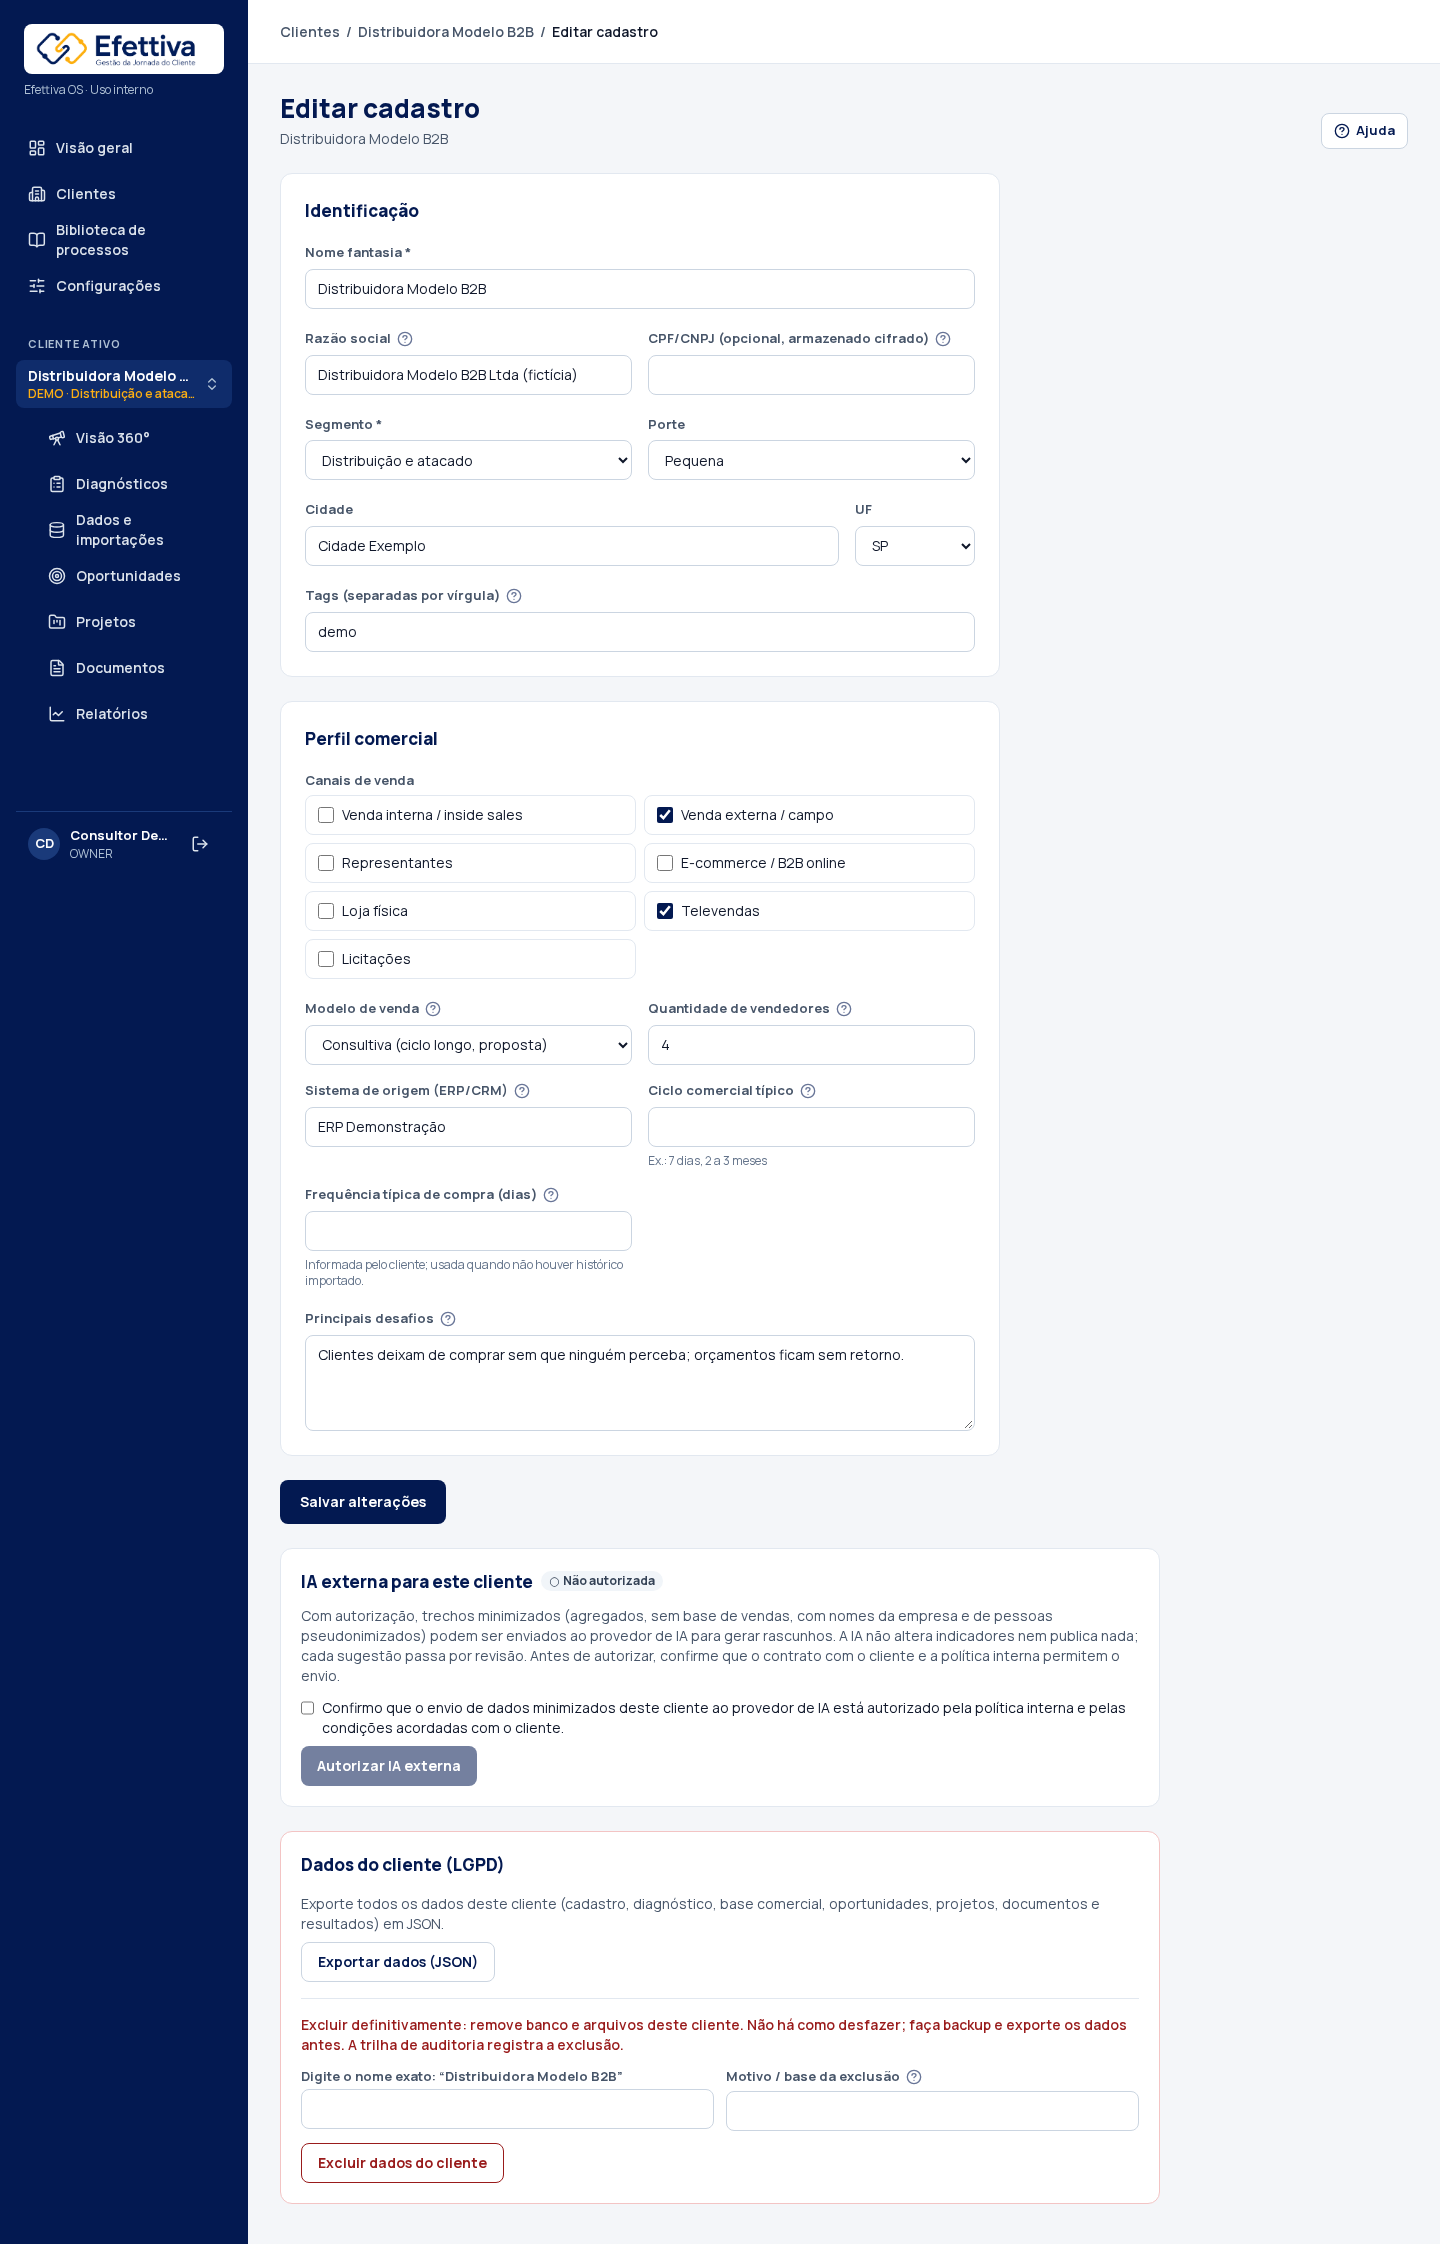 Efettiva
Gestão da Jornada do Cliente
Efettiva OS · Uso interno
Visão geral
Clientes
Biblioteca de
processos
Configurações
CLIENTE ATIVO
Distribuidora Modelo ...
DEMO · Distribuição e ataca...
Visão 360°
Diagnósticos
Dados e
importações
Oportunidades
Projetos
Documentos
Relatórios
CD
Consultor De...
OWNER
Clientes / Distribuidora Modelo B2B / Editar cadastro
Editar cadastro
Distribuidora Modelo B2B
Ajuda
Identificação
Nome fantasia *
Distribuidora Modelo B2B
Razão social
CPF/CNPJ (opcional, armazenado cifrado)
Distribuidora Modelo B2B Ltda (fictícia)
Segmento *
Porte
Distribuição e atacado
Pequena
Cidade
UF
Cidade Exemplo
SP
Tags (separadas por vírgula)
demo
Perfil comercial
Canais de venda
Venda interna / inside sales
Venda externa / campo
Representantes
E-commerce / B2B online
Loja física
Televendas
Licitações
Modelo de venda
Quantidade de vendedores
Consultiva (ciclo longo, proposta)
4
Sistema de origem (ERP/CRM)
Ciclo comercial típico
ERP Demonstração
Ex.: 7 dias, 2 a 3 meses
Frequência típica de compra (dias)
Informada pelo cliente; usada quando não houver histórico
importado.
Principais desafios
Clientes deixam de comprar sem que ninguém perceba; orçamentos ficam sem retorno.
Salvar alterações
IA externa para este cliente
Não autorizada
Com autorização, trechos minimizados (agregados, sem base de vendas, com nomes da empresa e de pessoas
pseudonimizados) podem ser enviados ao provedor de IA para gerar rascunhos. A IA não altera indicadores nem publica nada;
cada sugestão passa por revisão. Antes de autorizar, confirme que o contrato com o cliente e a política interna permitem o
envio.
Confirmo que o envio de dados minimizados deste cliente ao provedor de IA está autorizado pela política interna e pelas
condições acordadas com o cliente.
Autorizar IA externa
Dados do cliente (LGPD)
Exporte todos os dados deste cliente (cadastro, diagnóstico, base comercial, oportunidades, projetos, documentos e
resultados) em JSON.
Exportar dados (JSON)
Excluir definitivamente: remove banco e arquivos deste cliente. Não há como desfazer; faça backup e exporte os dados
antes. A trilha de auditoria registra a exclusão.
Digite o nome exato: “Distribuidora Modelo B2B”
Motivo / base da exclusão
Excluir dados do cliente